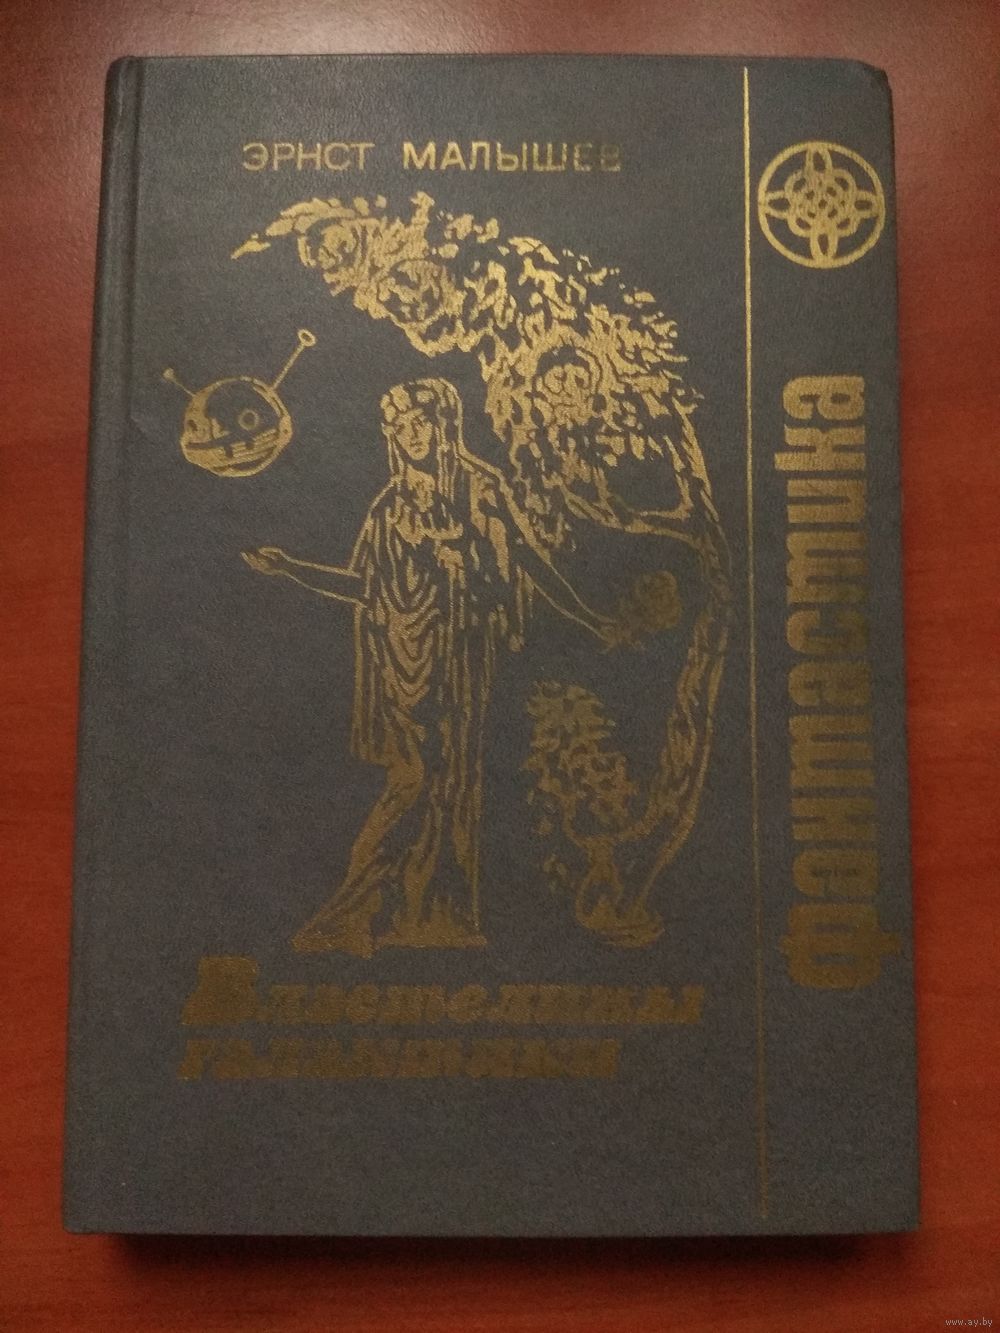 ЭРНСТ МАЛЫШЕВ
фантастика
Властелины
галактики
www.ay.by